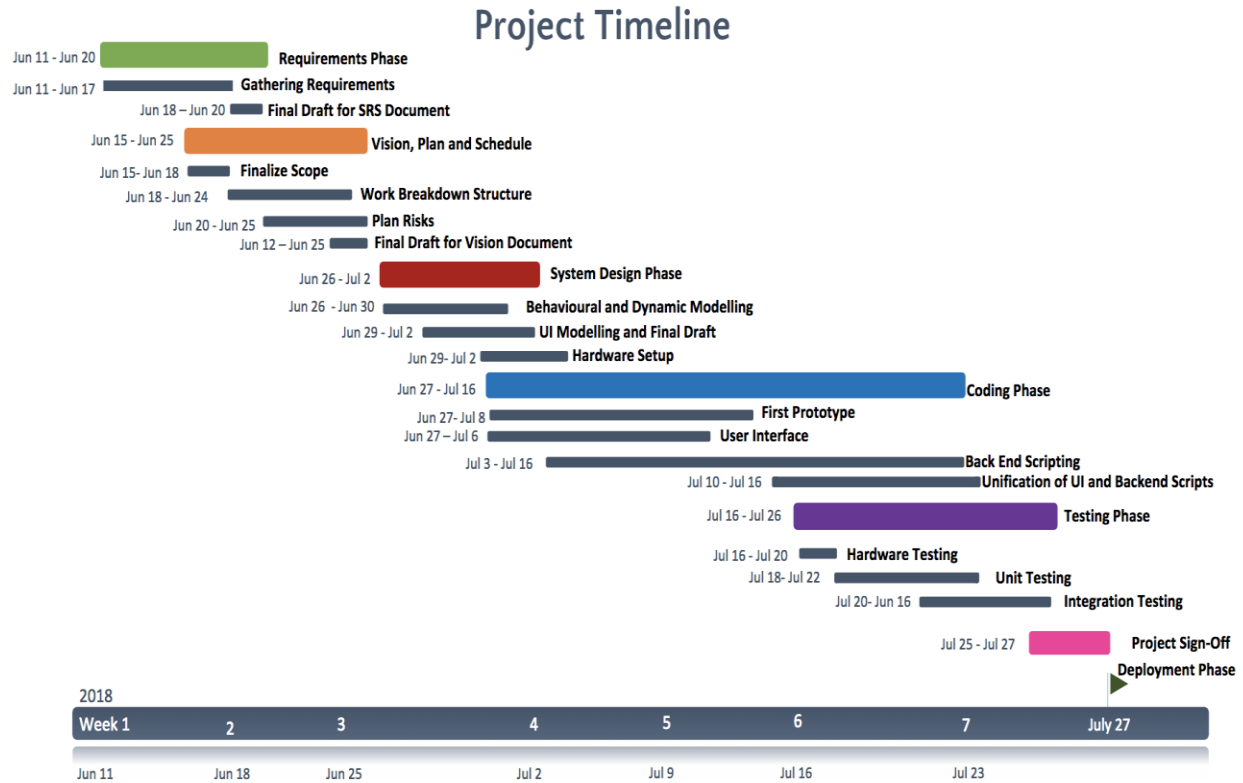 Project Timeline
Jun 11 - Jun 20 Requirements Phase
Jun 11 - Jun 17 Gathering Requirements
Jun 18 – Jun 20 Final Draft for SRS Document
Jun 15 - Jun 25 Vision, Plan and Schedule
Jun 15- Jun 18 Finalize Scope
Jun 18 - Jun 24 Work Breakdown Structure
Jun 20 - Jun 25 Plan Risks
Jun 12 – Jun 25 Final Draft for Vision Document
Jun 26 - Jul 2 System Design Phase
Jun 26 - Jun 30 Behavioural and Dynamic Modelling
Jun 29 - Jul 2 UI Modelling and Final Draft
Jun 29- Jul 2 Hardware Setup
Jun 27 - Jul 16 Coding Phase
Jun 27- Jul 8 First Prototype
Jun 27 – Jul 6 User Interface
Jul 3 - Jul 16 Back End Scripting
Jul 10 - Jul 16 Unification of UI and Backend Scripts
Jul 16 - Jul 26 Testing Phase
Jul 16 - Jul 20 Hardware Testing
Jul 18- Jul 22 Unit Testing
Jul 20- Jun 16 Integration Testing
Jul 25 - Jul 27 Project Sign-Off
Deployment Phase
2018
Week 1 2 3 4 5 6 7 July 27
Jun 11 Jun 18 Jun 25 Jul 2 Jul 9 Jul 16 Jul 23